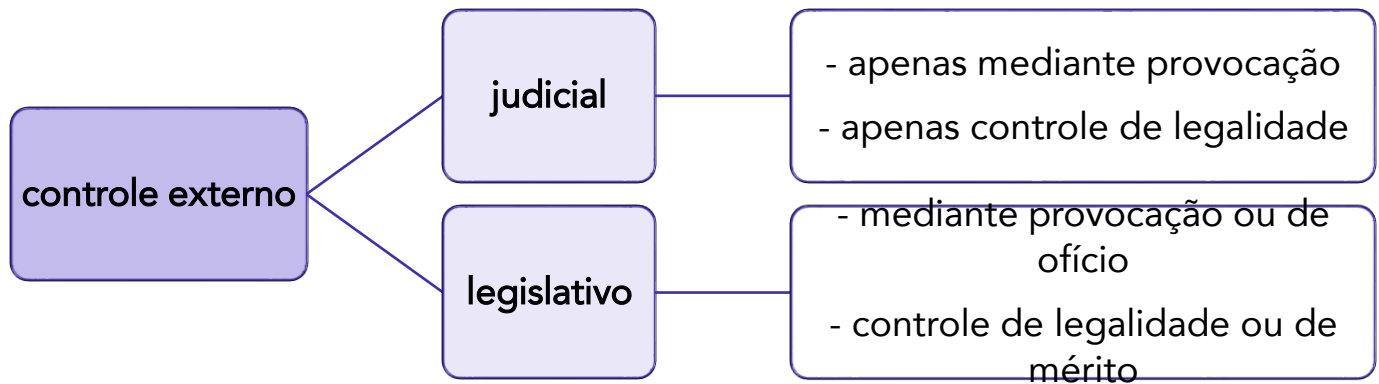 controle externo
judicial
- apenas mediante provocação
- apenas controle de legalidade
legislativo
- mediante provocação ou de
ofício
- controle de legalidade ou de
mérito